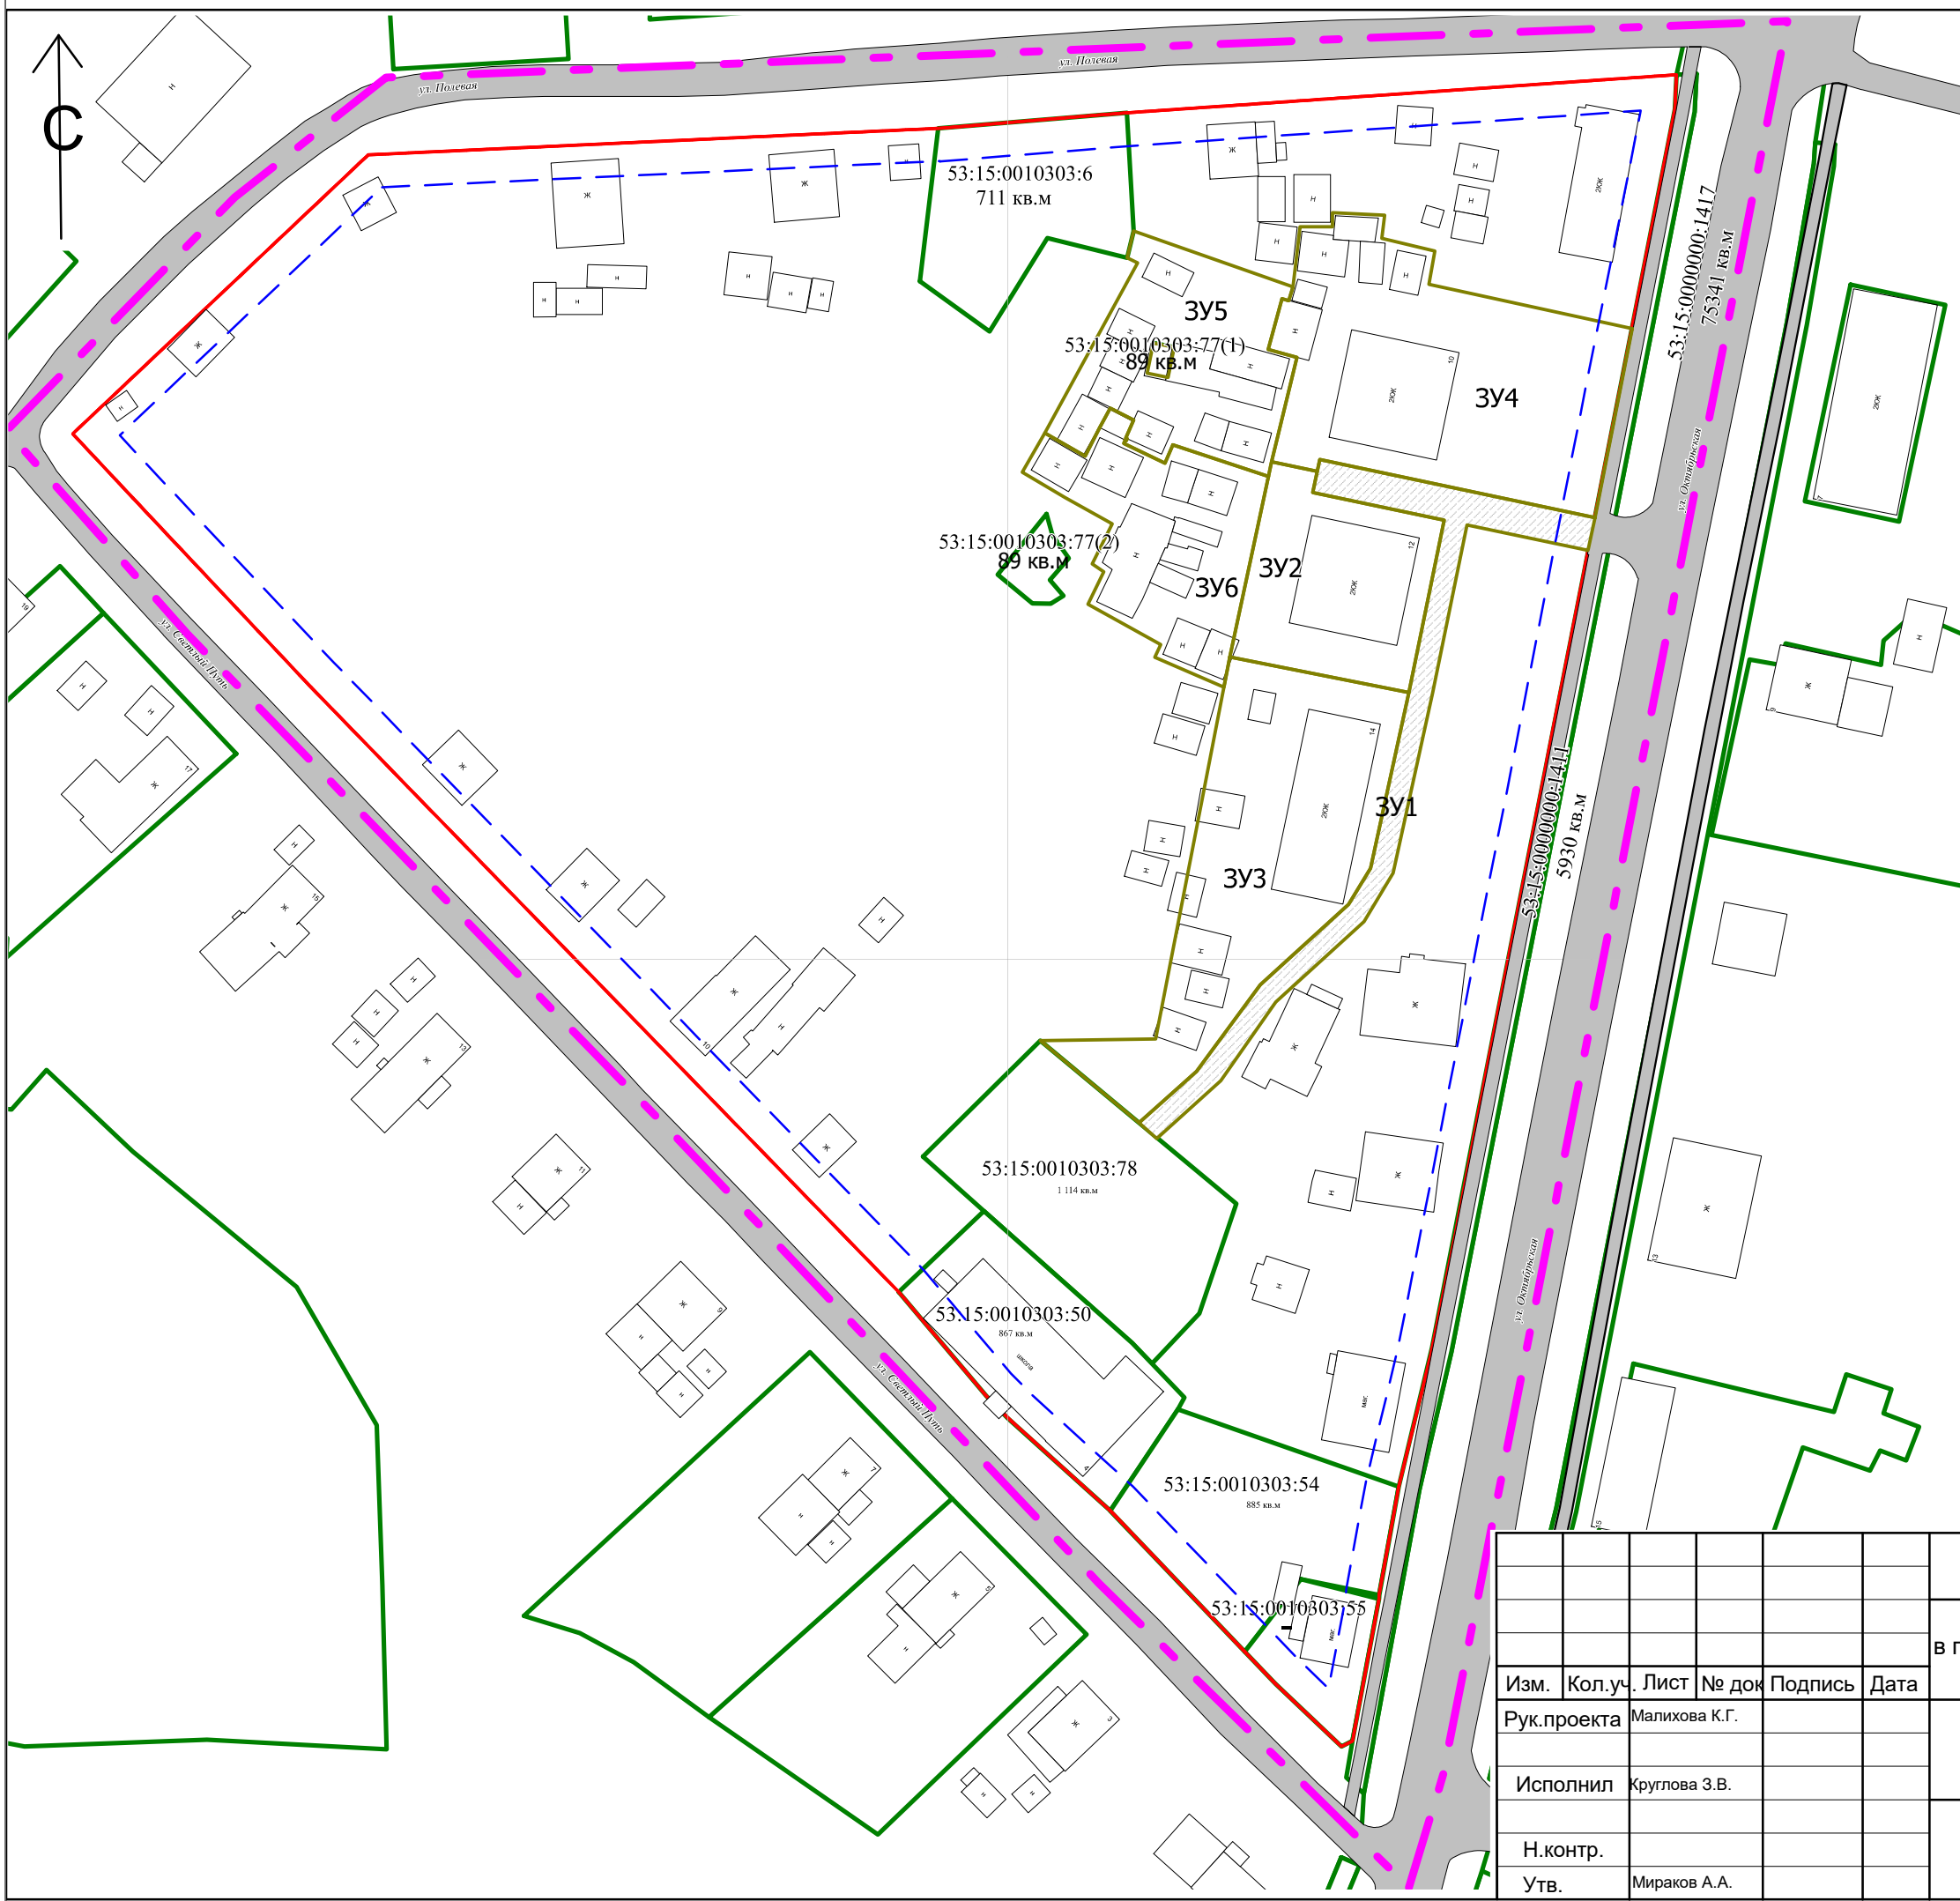 С
ул. Полевая
ул. Полевая
53:15:0010303:6
711 кв.м
53:15:0000000:1417
75341 кв.м
ЗУ5
53:15:0010303:77(1)
89 кв.м
ЗУ4
ул. Октябрьская
53:15:0010303:77(2)
89 кв.м
ЗУ2
ЗУ6
ул. Светлый Путь
ЗУ1
53:15:0000000:1411
5930 кв.м
ЗУ3
53:15:0010303:78
1 114 кв.м
ул. Октябрьская
53:15:0010303:50
867 кв.м
школа
ул. Светлый Путь
маг.
53:15:0010303:54
885 кв.м
53:15:0010303:55
маг.
в г
Изм. Кол.уч. Лист № док Подпись Дата
Рук.проекта Малихова К.Г.
Исполнил Круглова З.В.
Н.контр.
Утв. Мираков А.А.